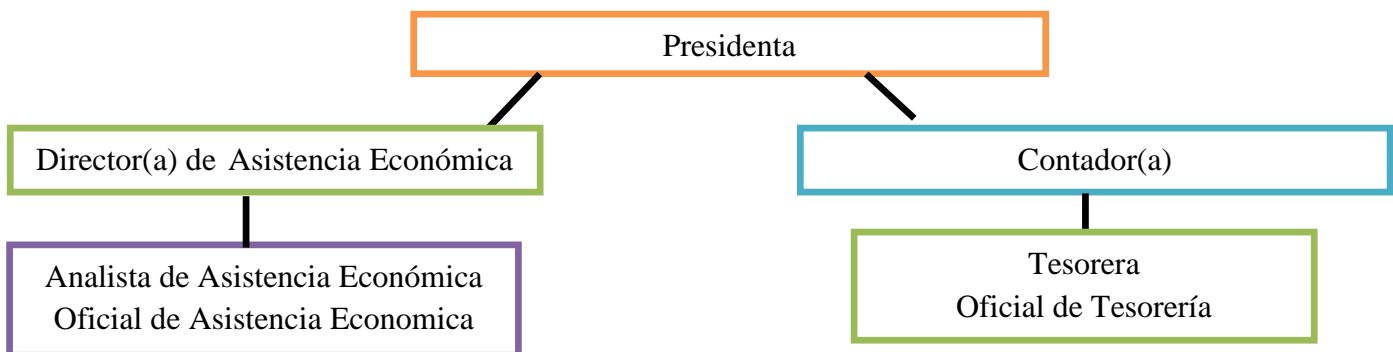 Presidenta
Director(a) de Asistencia Económica
Contador(a)
Analista de Asistencia Económica
Oficial de Asistencia Economica
Tesorera
Oficial de Tesorería